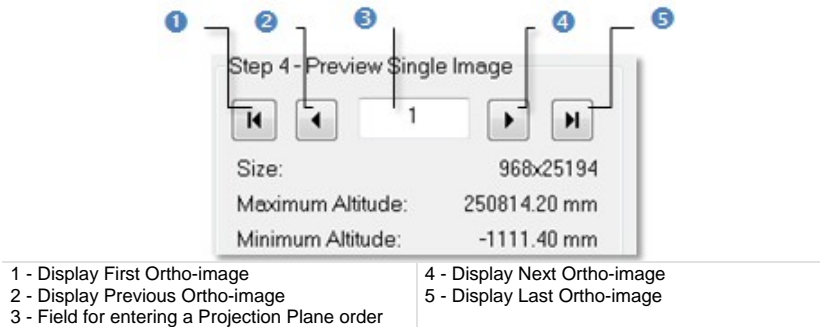 1 2 3 4 5
Step 4 - Preview Single Image
1
Size: 968x25194
Maximum Altitude: 250814.20 mm
Minimum Altitude: -1111.40 mm
1 - Display First Ortho-image
2 - Display Previous Ortho-image
3 - Field for entering a Projection Plane order
4 - Display Next Ortho-image
5 - Display Last Ortho-image